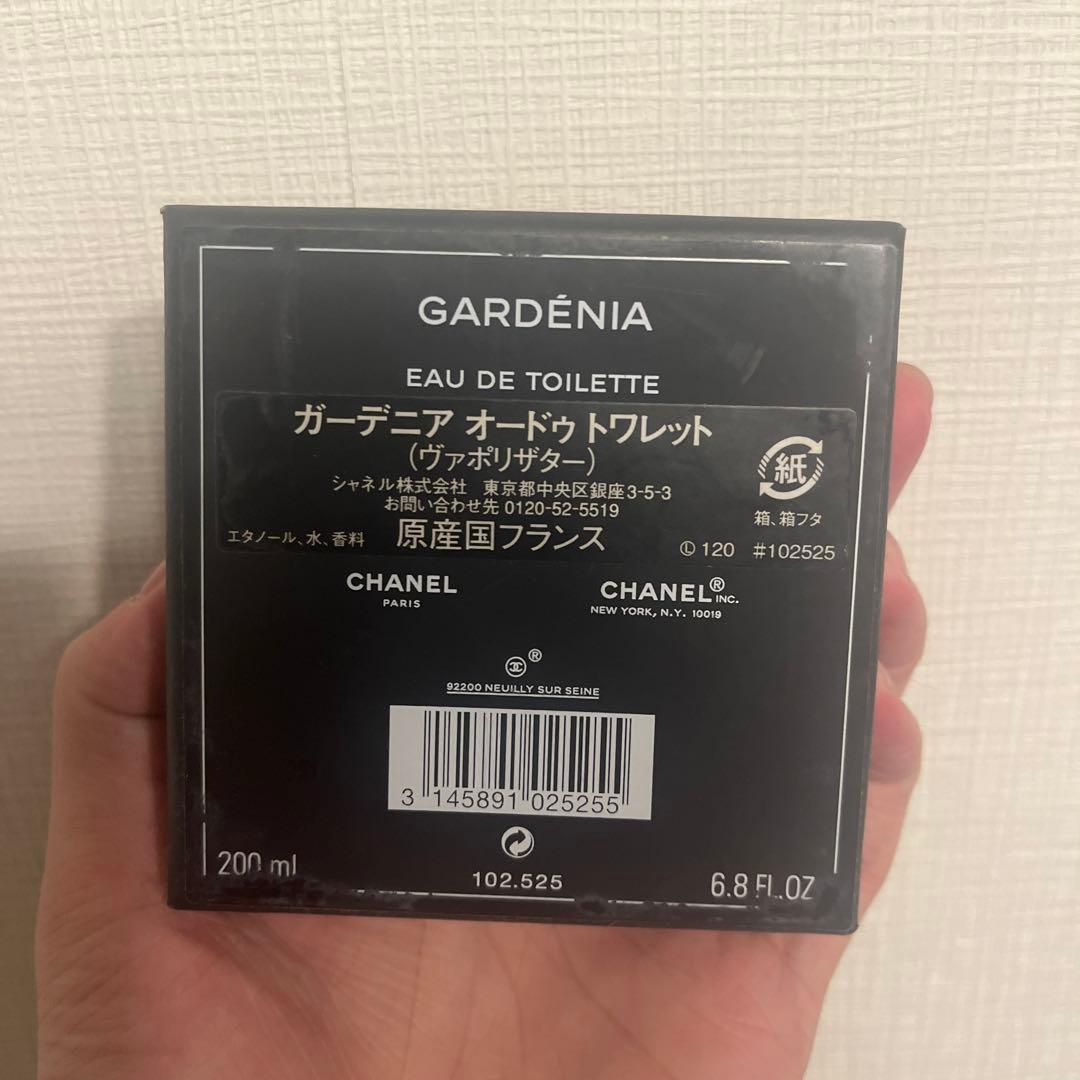 GARDÉNIA
EAU DE TOILETTE
ガーデニア オードゥ トワレット
(ヴァポリザター)
シャネル株式会社 東京都中央区銀座3-5-3
お問い合わせ先 0120-52-5519
エタノール、水、香料 原産国フランス
紙
箱、箱フタ
Ⓛ 120 #102525
CHANEL
PARIS
CHANEL® INC.
NEW YORK, N.Y. 10019
®
92200 NEUILLY SUR SEINE
3 145891 025255
102.525
200 ml
6.8 FL.OZ